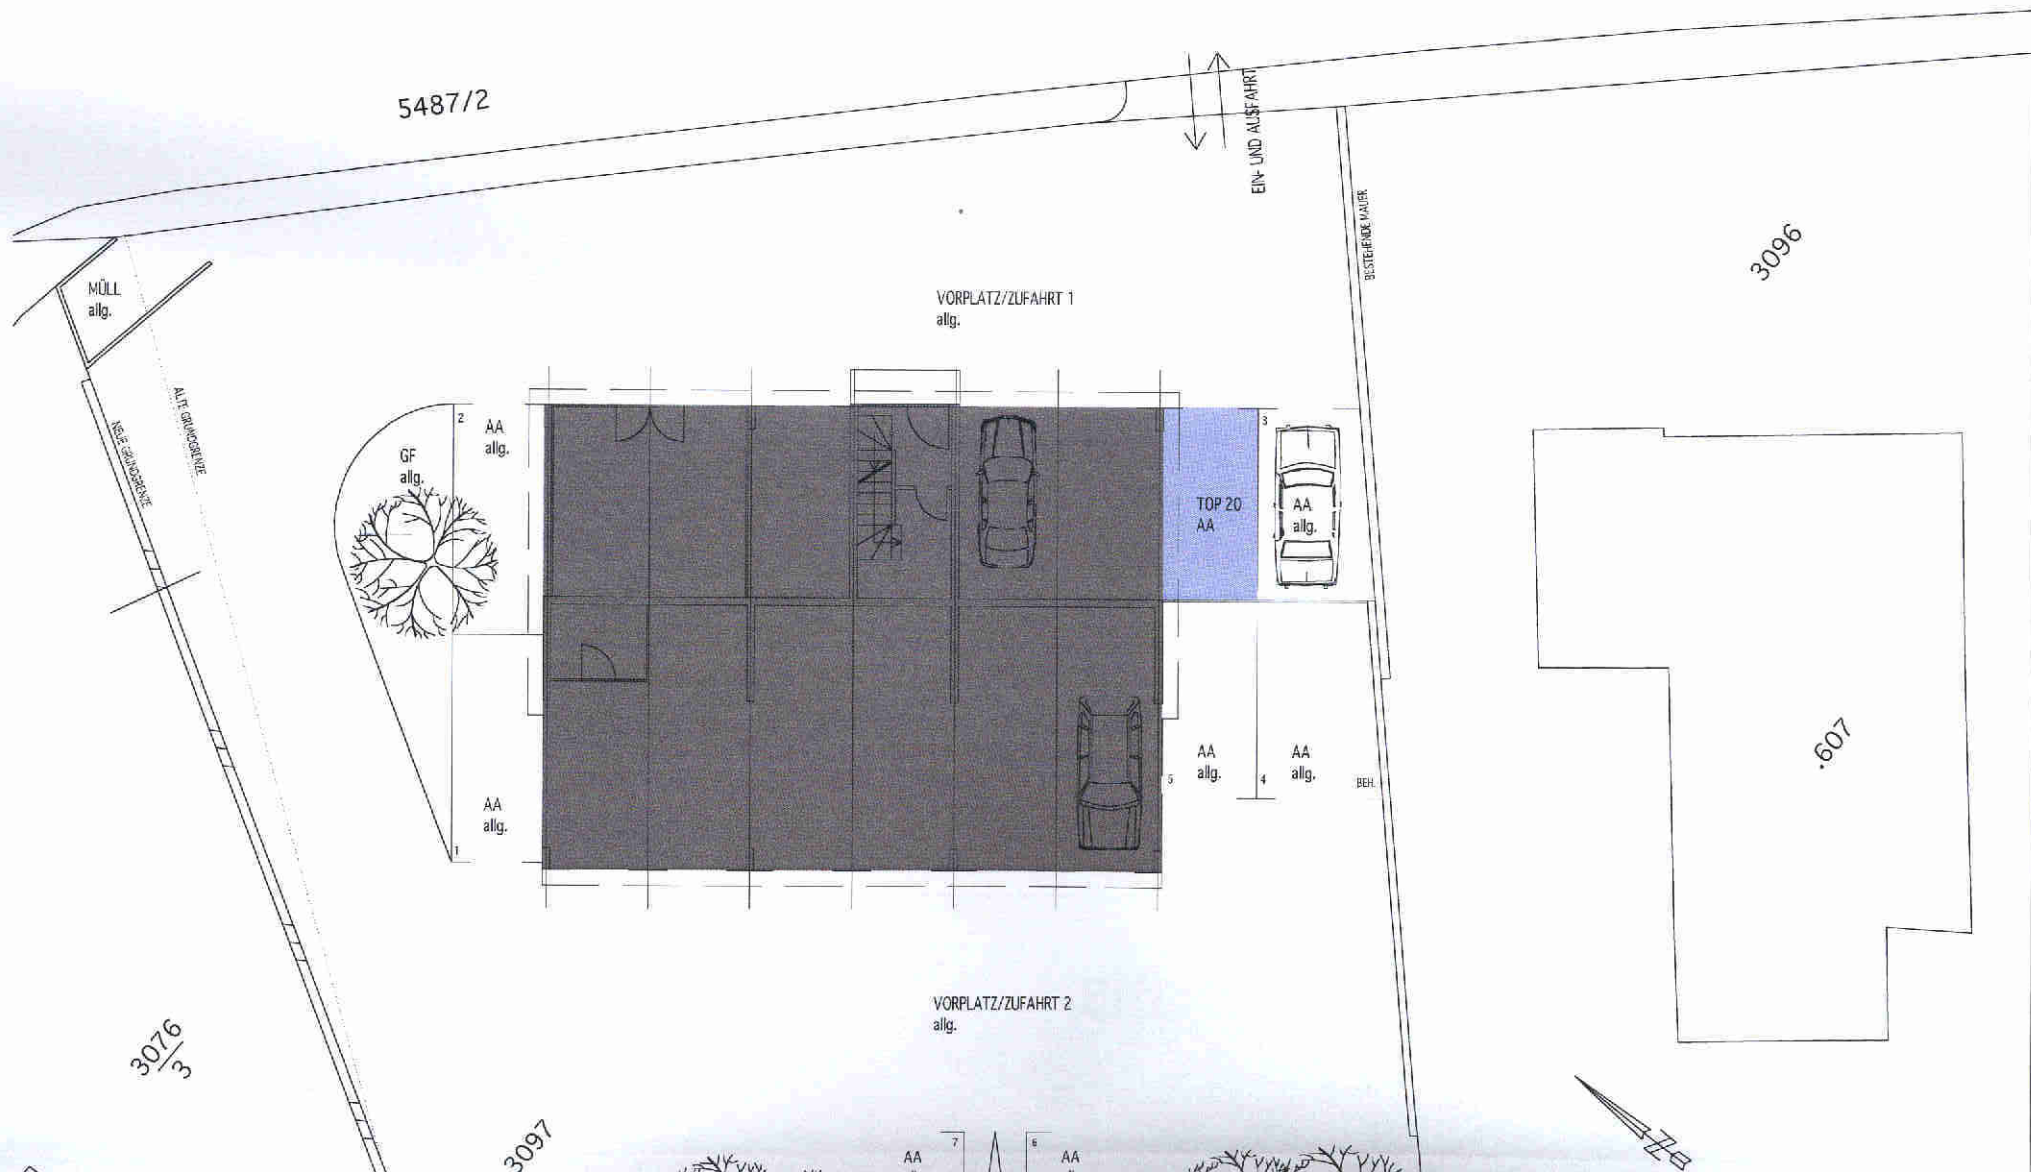 5487/2
EIN- UND AUSFAHRT
BESTEHENDE MAUER
3096
MÜLL
allg.
VORPLATZ/ZUFAHRT 1
allg.
ALTE GRUNDGRENZE
NEUE GRUNDGRENZE
2
AA
allg.
GF
allg.
3
TOP 20
AA
AA
allg.
AA
allg.
5
4
AA
allg.
BEH.
.607
AA
allg.
1
VORPLATZ/ZUFAHRT 2
allg.
3076
3
3097
7
6
AA
AA
N